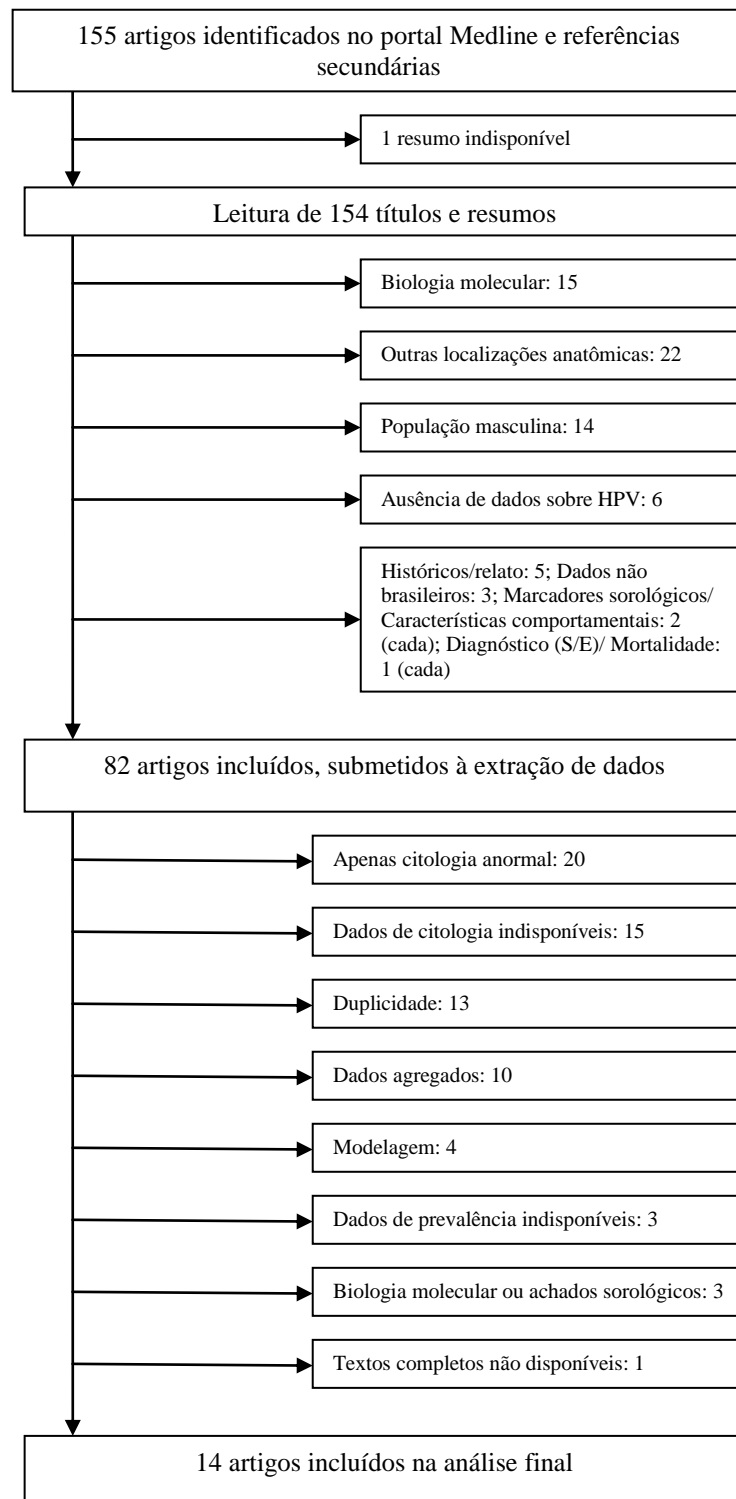 155 artigos identificados no portal Medline e referências
secundárias
1 resumo indisponível
Leitura de 154 títulos e resumos
Biologia molecular: 15
Outras localizações anatômicas: 22
População masculina: 14
Ausência de dados sobre HPV: 6
Históricos/relato: 5; Dados não
brasileiros: 3; Marcadores sorológicos/
Características comportamentais: 2
(cada); Diagnóstico (S/E)/ Mortalidade:
1 (cada)
82 artigos incluídos, submetidos à extração de dados
Apenas citologia anormal: 20
Dados de citologia indisponíveis: 15
Duplicidade: 13
Dados agregados: 10
Modelagem: 4
Dados de prevalência indisponíveis: 3
Biologia molecular ou achados sorológicos: 3
Textos completos não disponíveis: 1
14 artigos incluídos na análise final